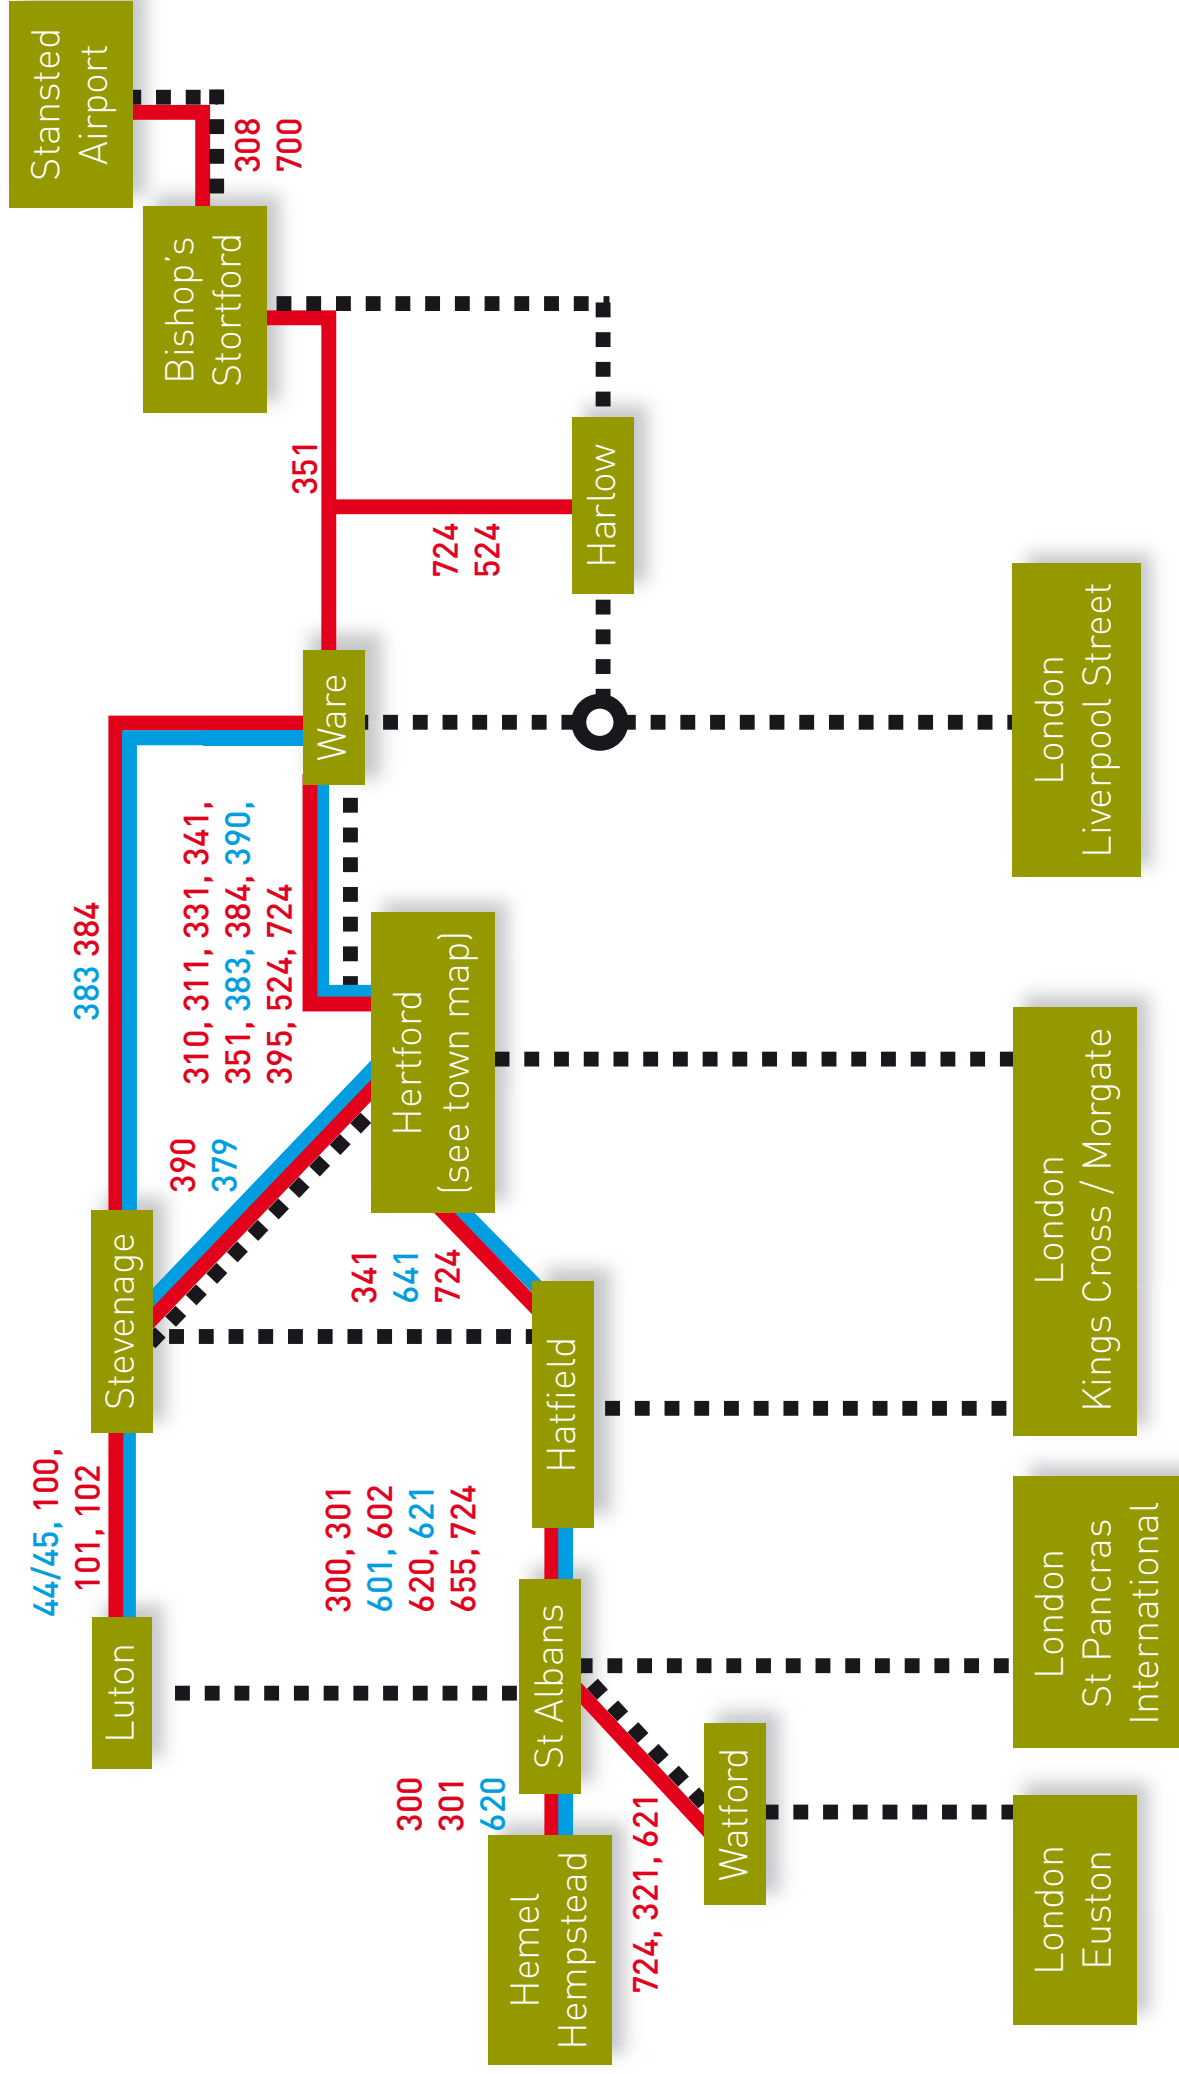 Stansted
Airport
308
700
Bishop's
Stortford
351
724
524
Harlow
Ware
383 384
310, 311, 331, 341,
351, 383, 384, 390,
395, 524, 724
390
379
Hertford
(see town map)
Stevenage
341
641
724
Hatfield
44/45, 100,
101, 102
Luton
300, 301
601, 602
620, 621
655, 724
St Albans
300
301
620
Hemel
Hempstead
724, 321, 621
Watford
London
Euston
London
St Pancras
International
London
Kings Cross / Morgate
London
Liverpool Street